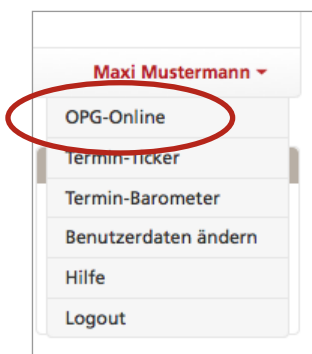 Maxi Mustermann
OPG-Online
Termin-Ticker
Termin-Barometer
Benutzerdaten ändern
Hilfe
Logout